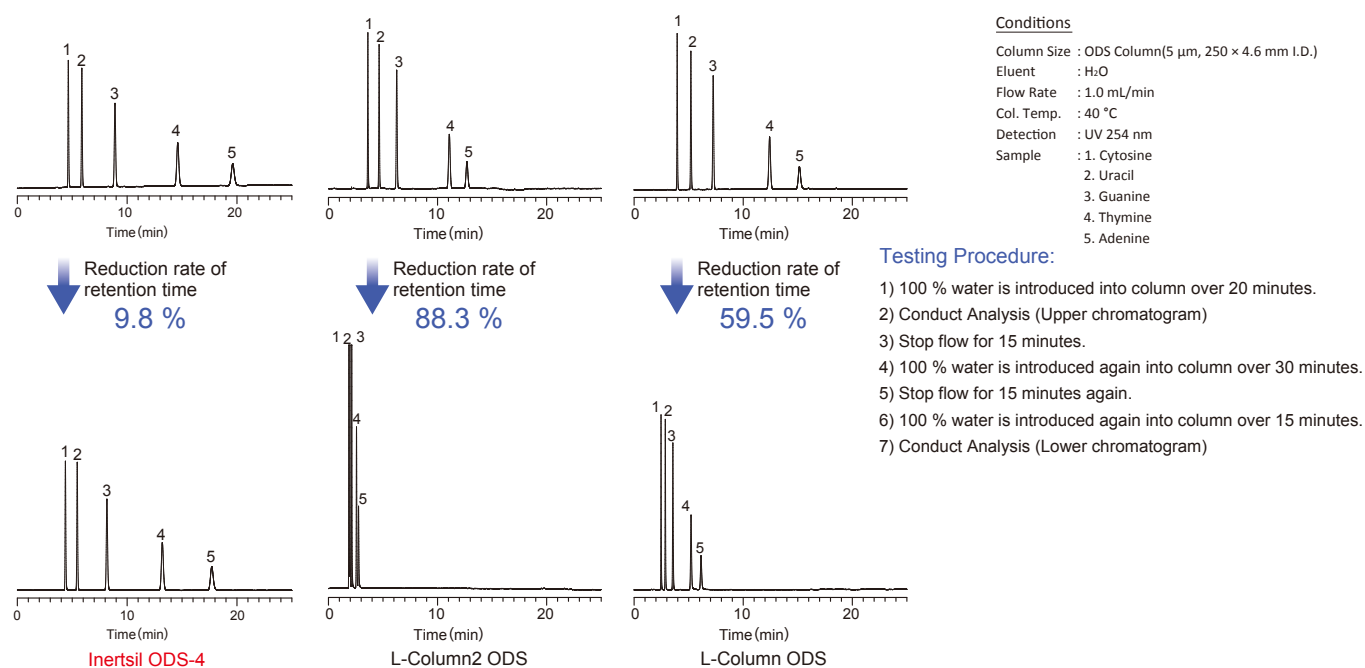 1
2
3
4
5
0
10
20
Time(min)
1
2
3
4
5
0
10
20
Time(min)
1
2
3
4
5
0
10
20
Time(min)
Conditions
Column Size : ODS Column(5 µm, 250 × 4.6 mm I.D.)
Eluent : H₂O
Flow Rate : 1.0 mL/min
Col. Temp. : 40 °C
Detection : UV 254 nm
Sample : 1. Cytosine
2. Uracil
3. Guanine
4. Thymine
5. Adenine
Reduction rate of
retention time
9.8 %
Reduction rate of
retention time
88.3 %
Reduction rate of
retention time
59.5 %
Testing Procedure:
1) 100 % water is introduced into column over 20 minutes.
2) Conduct Analysis (Upper chromatogram)
3) Stop flow for 15 minutes.
4) 100 % water is introduced again into column over 30 minutes.
5) Stop flow for 15 minutes again.
6) 100 % water is introduced again into column over 15 minutes.
7) Conduct Analysis (Lower chromatogram)
1
2
3
4
5
0
10
20
Time(min)
Inertsil ODS-4
1
2
3
4
5
0
10
20
Time(min)
L-Column2 ODS
1
2
3
4
5
0
10
20
Time(min)
L-Column ODS